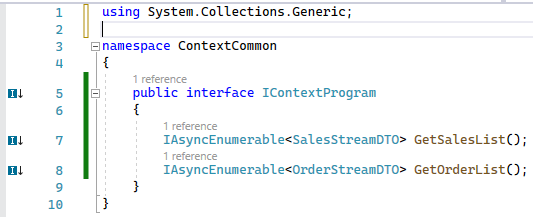 1 using System.Collections.Generic;
2
3 namespace ContextCommon
4 {
1 reference
5 public interface IContextProgram
6 {
1 reference
7 IAsyncEnumerable<SalesStreamDTO> GetSalesList();
1 reference
8 IAsyncEnumerable<OrderStreamDTO> GetOrderList();
9 }
10 }